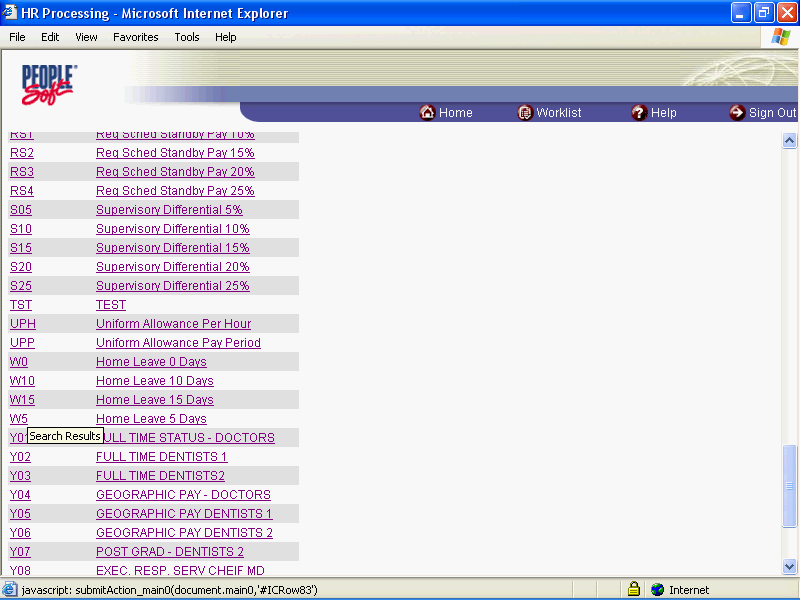 HR Processing - Microsoft Internet Explorer
File Edit View Favorites Tools Help
PEOPLE Soft
Home Worklist Help Sign Out
RS1 Reg Sched Standby Pay 10%
RS2 Reg Sched Standby Pay 15%
RS3 Reg Sched Standby Pay 20%
RS4 Reg Sched Standby Pay 25%
S05 Supervisory Differential 5%
S10 Supervisory Differential 10%
S15 Supervisory Differential 15%
S20 Supervisory Differential 20%
S25 Supervisory Differential 25%
TST TEST
UPH Uniform Allowance Per Hour
UPP Uniform Allowance Pay Period
W0 Home Leave 0 Days
W10 Home Leave 10 Days
W15 Home Leave 15 Days
W5 Home Leave 5 Days
Y01 FULL TIME STATUS - DOCTORS
Search Results
Y02 FULL TIME DENTISTS 1
Y03 FULL TIME DENTISTS2
Y04 GEOGRAPHIC PAY - DOCTORS
Y05 GEOGRAPHIC PAY DENTISTS 1
Y06 GEOGRAPHIC PAY DENTISTS 2
Y07 POST GRAD - DENTISTS 2
Y08 EXEC. RESP. SERV CHEIF MD
javascript: submitAction_main0(document.main0,'#ICRow83') Internet